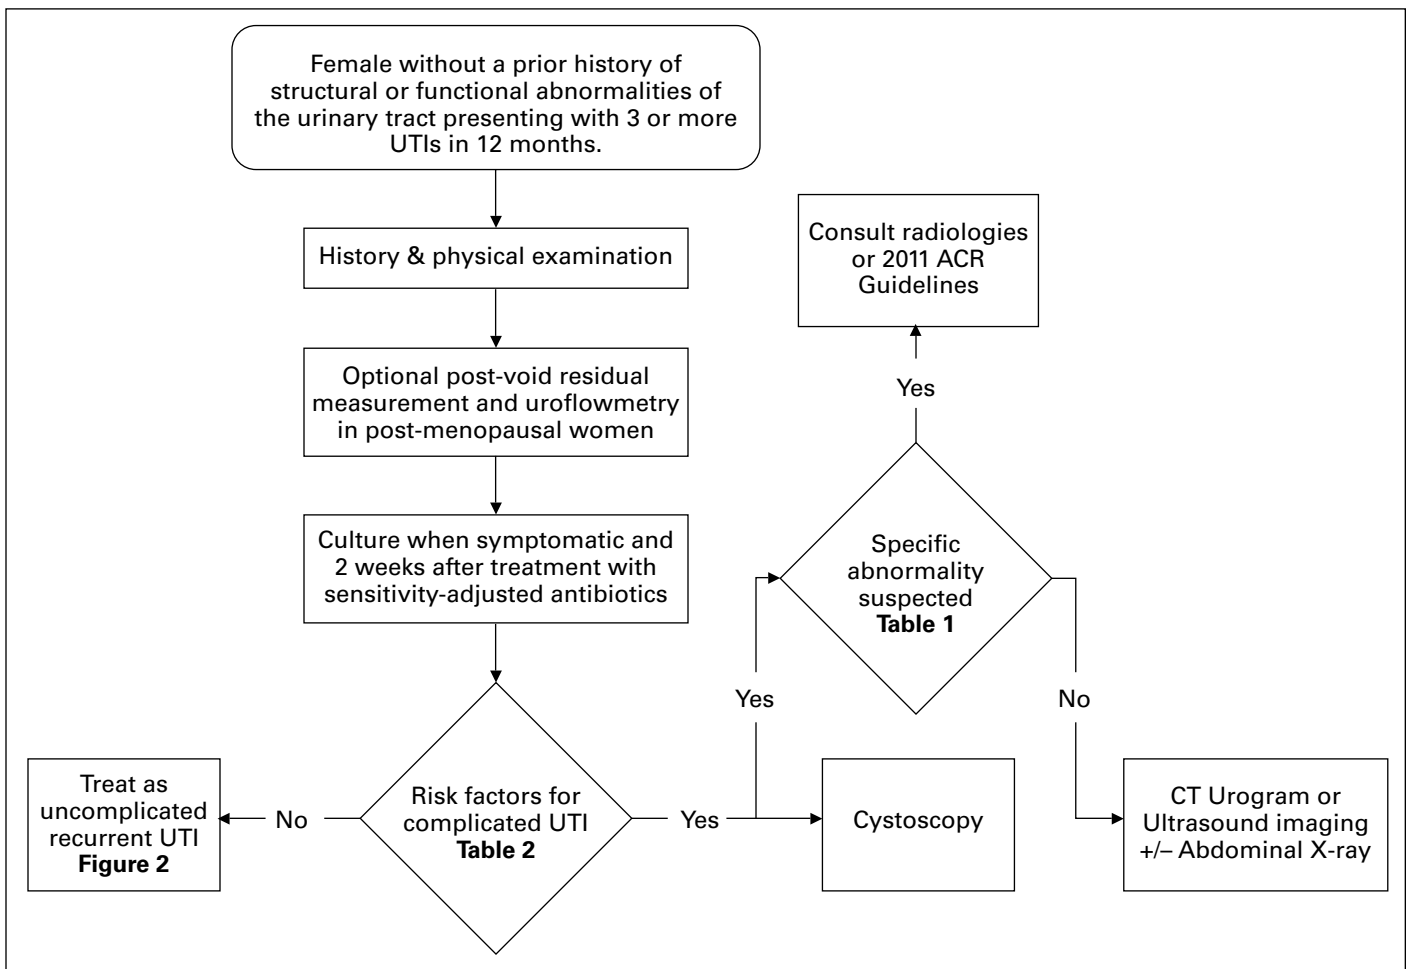 Female without a prior history of
structural or functional abnormalities of
the urinary tract presenting with 3 or more
UTIs in 12 months.
History & physical examination
Optional post-void residual
measurement and uroflowmetry
in post-menopausal women
Culture when symptomatic and
2 weeks after treatment with
sensitivity-adjusted antibiotics
Risk factors for
complicated UTI
Table 2
No
Treat as
uncomplicated
recurrent UTI
Figure 2
Yes
Cystoscopy
Yes
Specific
abnormality
suspected
Table 1
Yes
Consult radiologies
or 2011 ACR
Guidelines
No
CT Urogram or
Ultrasound imaging
+/– Abdominal X-ray